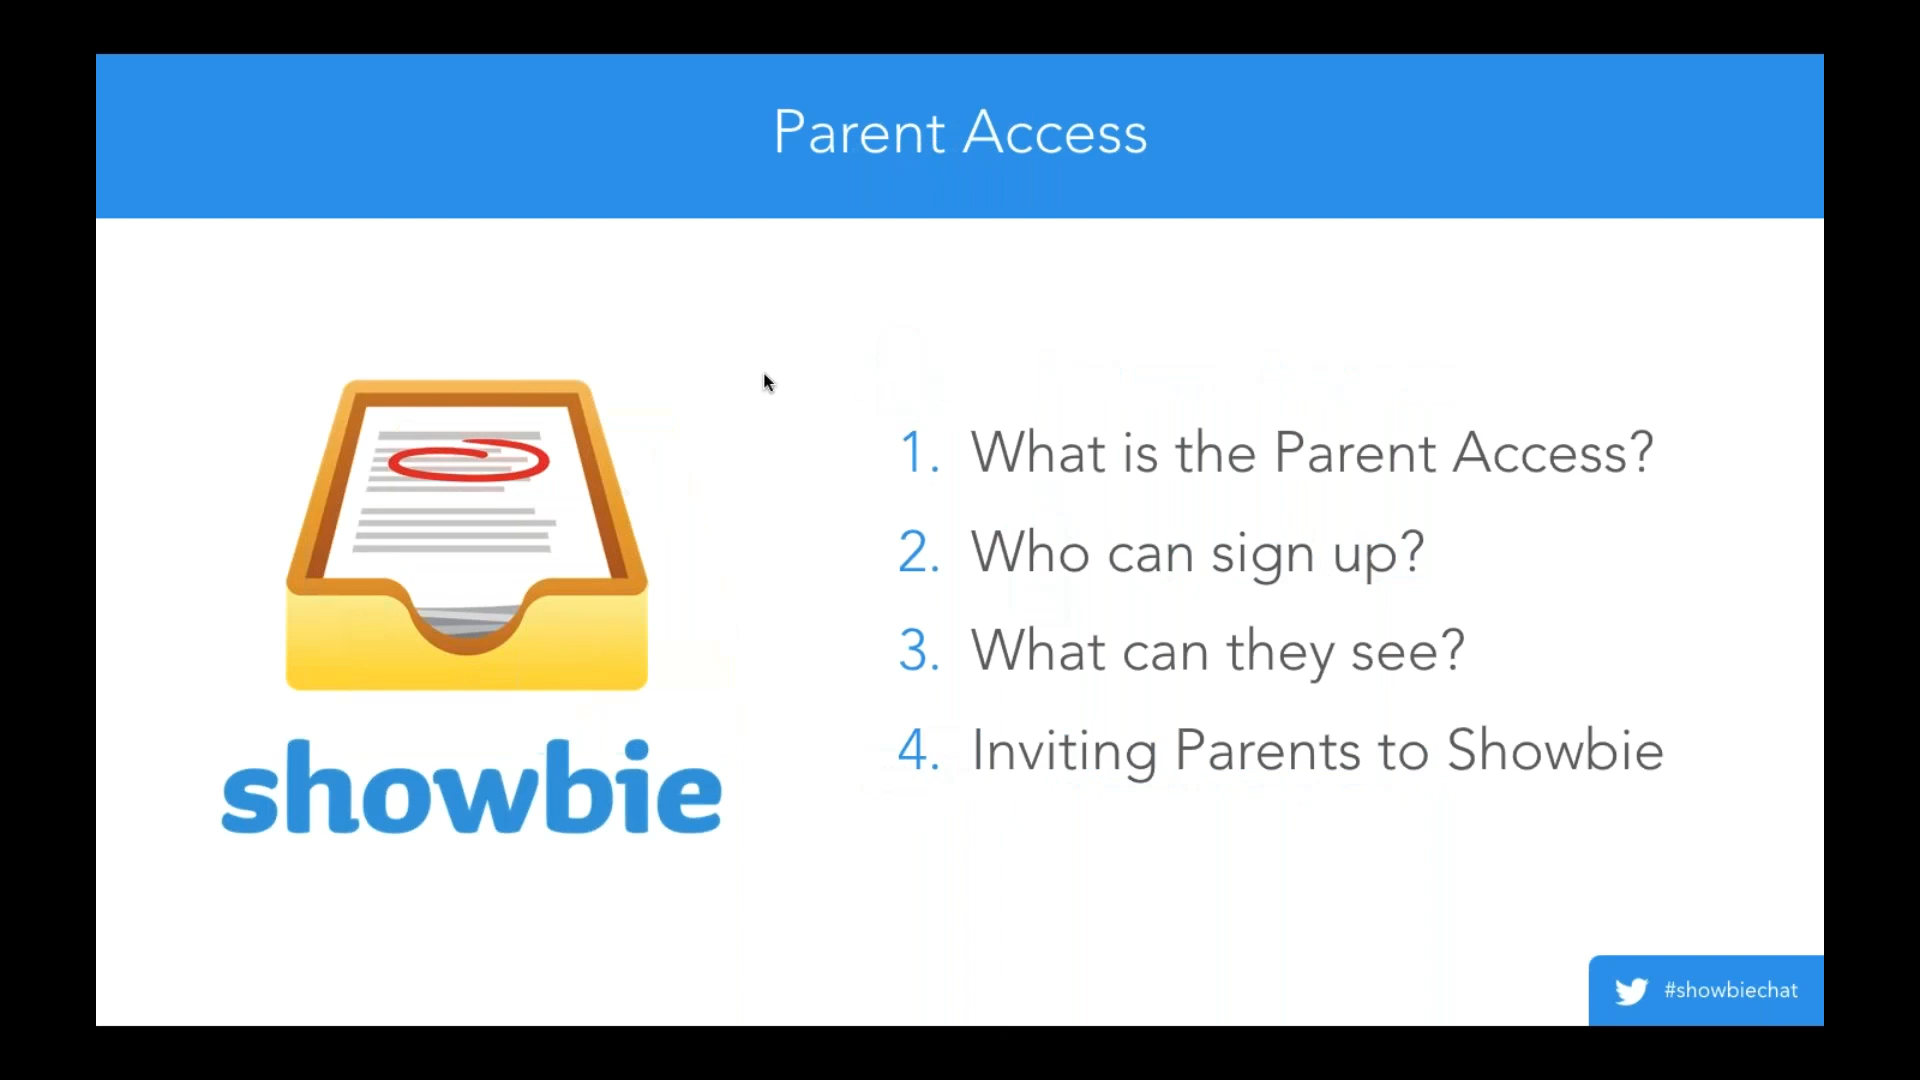 Parent Access
1. What is the Parent Access?
2. Who can sign up?
3. What can they see?
4. Inviting Parents to Showbie
showbie
#showbiechat